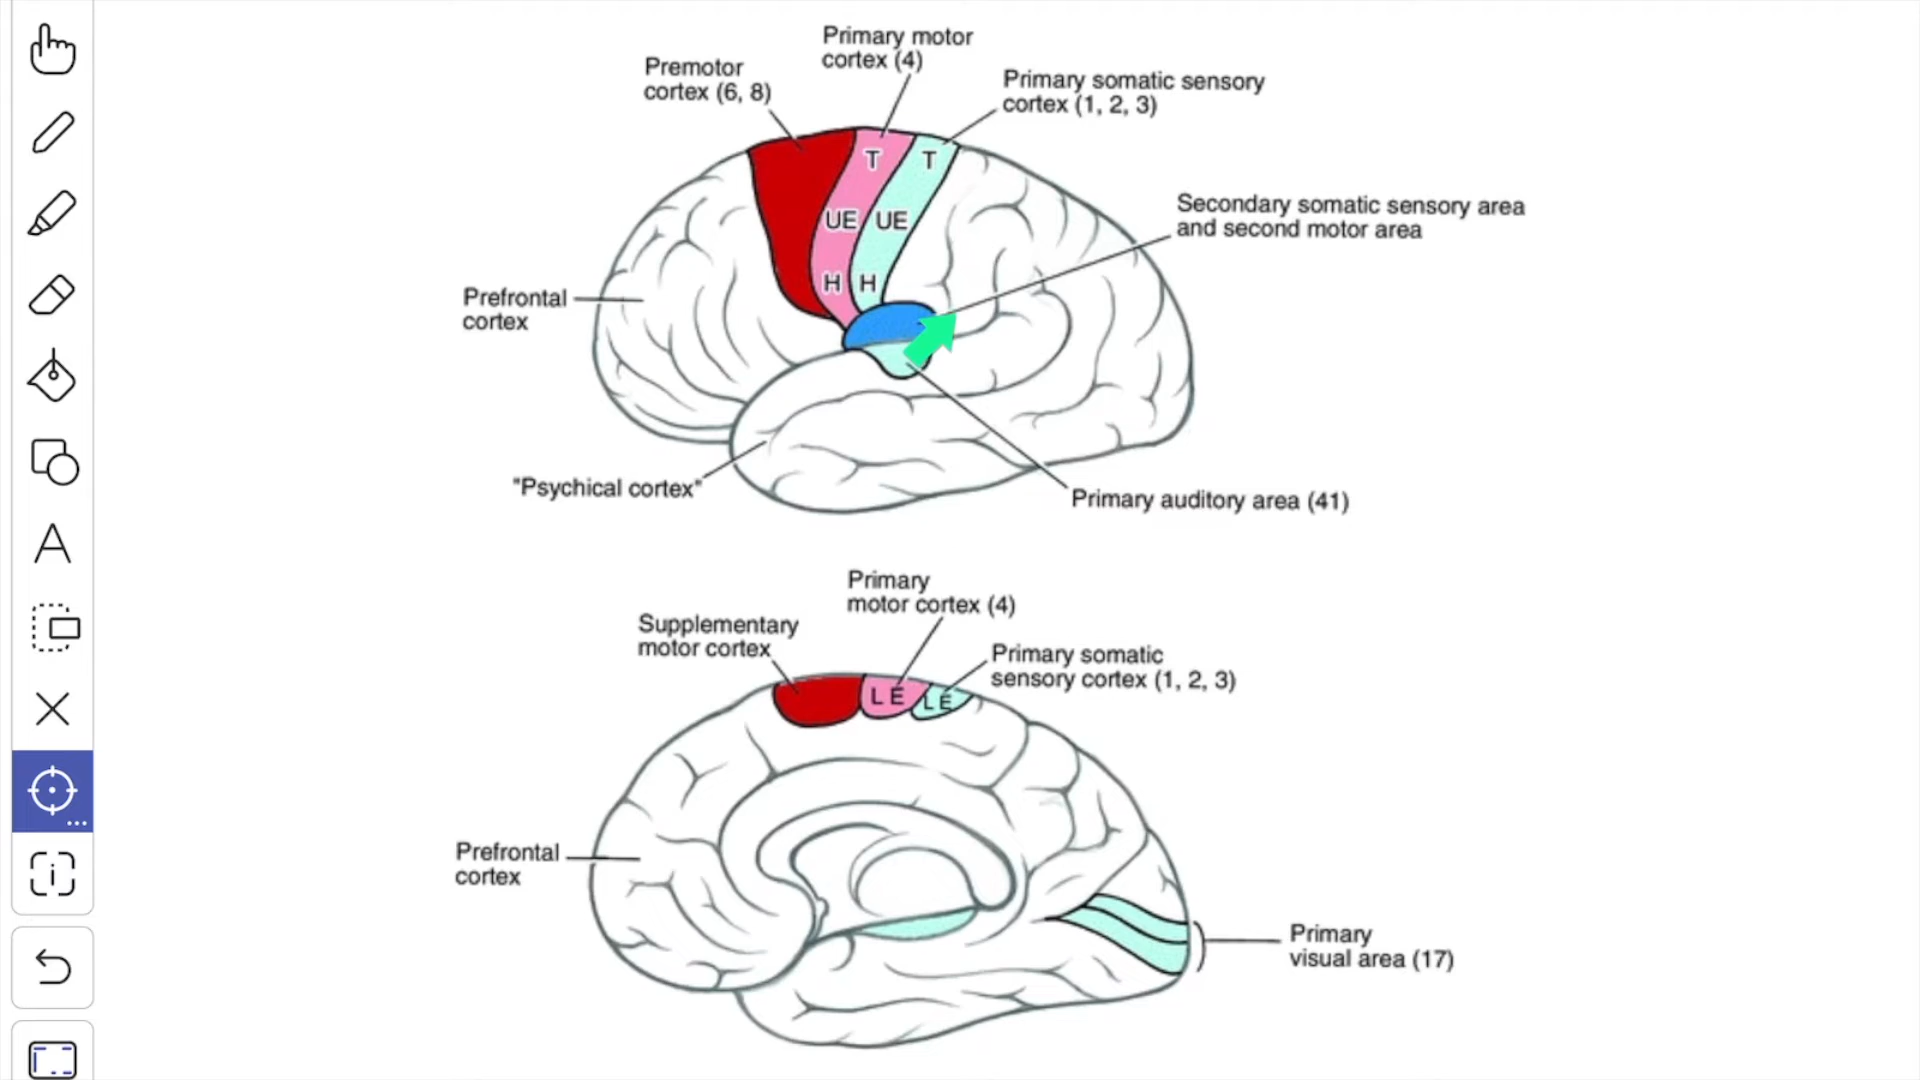 Primary motor
cortex (4)
Premotor
cortex (6, 8)
Primary somatic sensory
cortex (1, 2, 3)
T T
UE UE
H H
Secondary somatic sensory area
and second motor area
Prefrontal
cortex
"Psychical cortex"
Primary auditory area (41)
Primary
motor cortex (4)
Supplementary
motor cortex
Primary somatic
sensory cortex (1, 2, 3)
L E L E
Prefrontal
cortex
Primary
visual area (17)